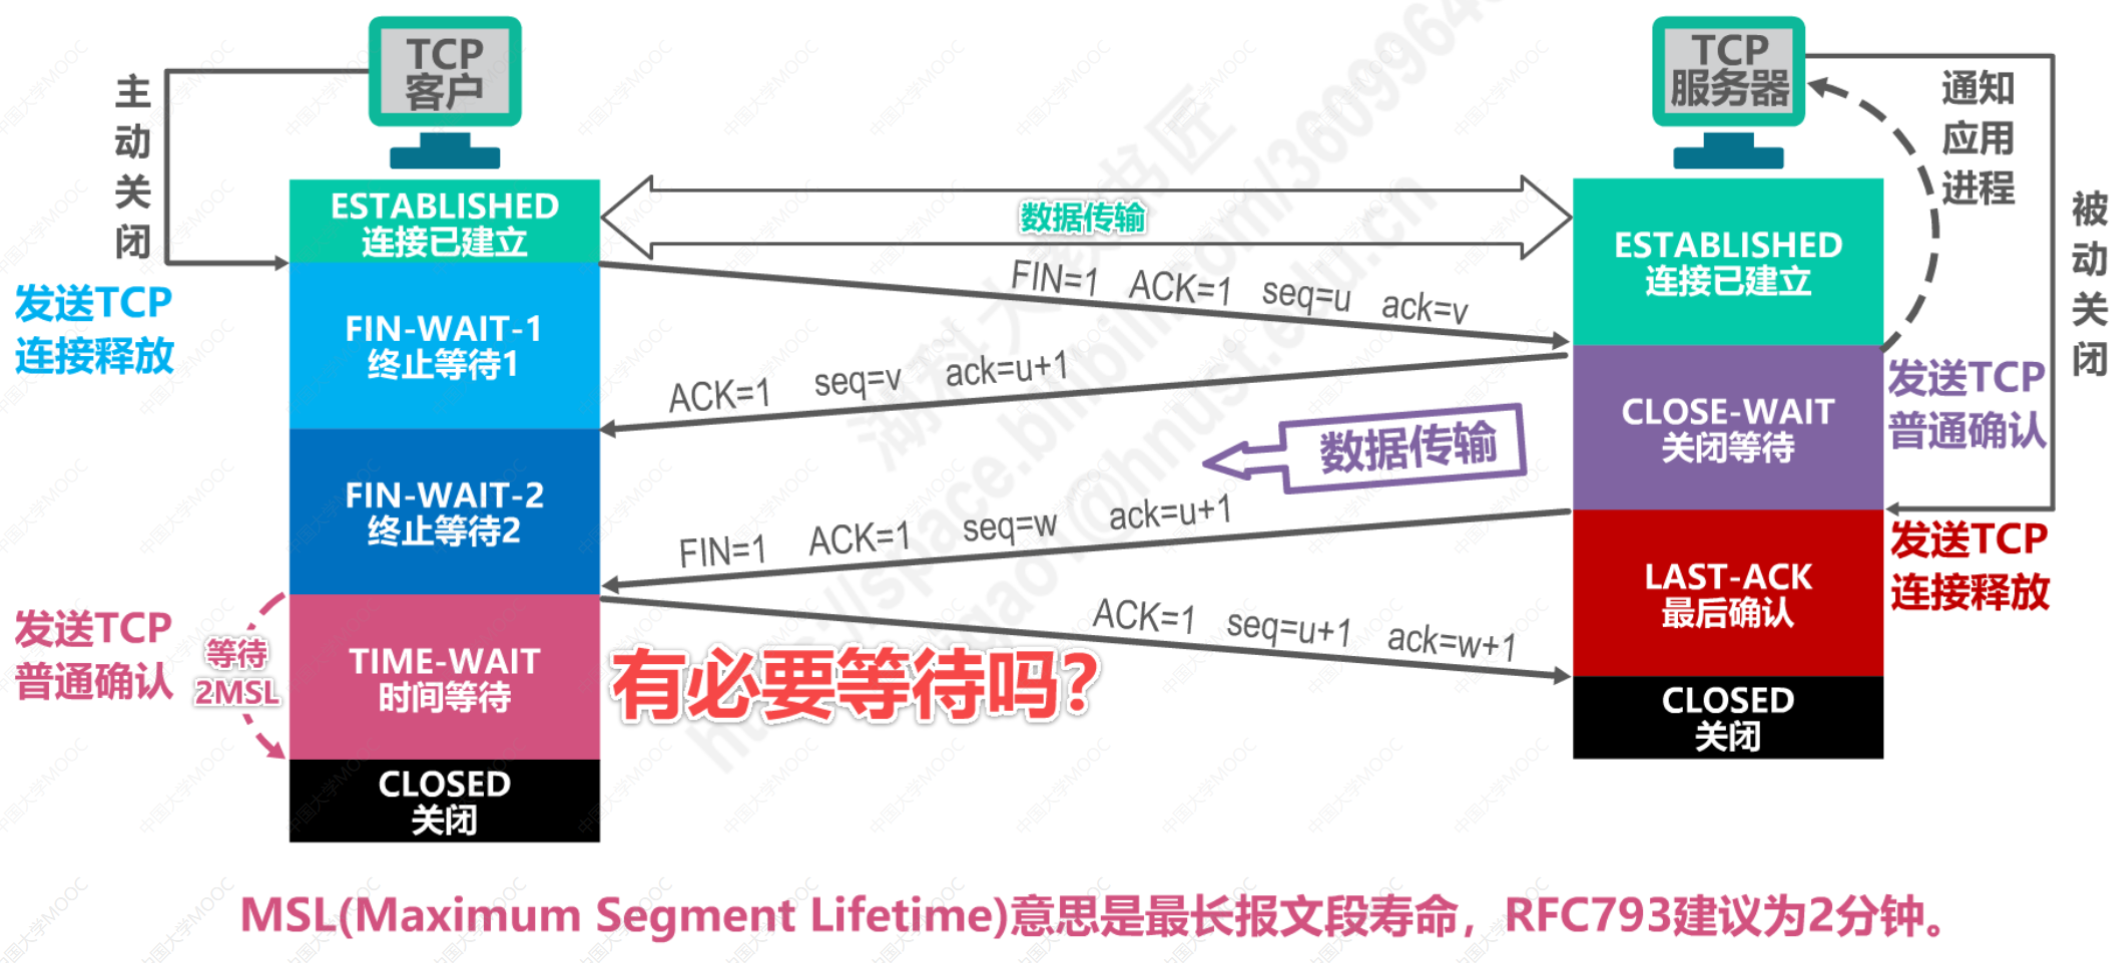 TCP
客户
TCP
服务器
主动关闭
通知
应用
进程
被动关闭
ESTABLISHED
连接已建立
数据传输
ESTABLISHED
连接已建立
FIN=1 ACK=1 seq=u ack=v
发送TCP
连接释放
FIN-WAIT-1
终止等待1
ACK=1 seq=v ack=u+1
CLOSE-WAIT
关闭等待
发送TCP
普通确认
数据传输
FIN-WAIT-2
终止等待2
FIN=1 ACK=1 seq=w ack=u+1
发送TCP
连接释放
LAST-ACK
最后确认
ACK=1 seq=u+1 ack=w+1
发送TCP
普通确认
等待
2MSL
TIME-WAIT
时间等待
有必要等待吗?
CLOSED
关闭
CLOSED
关闭
MSL(Maximum Segment Lifetime)意思是最长报文段寿命，RFC793建议为2分钟。
中国大学MOOC